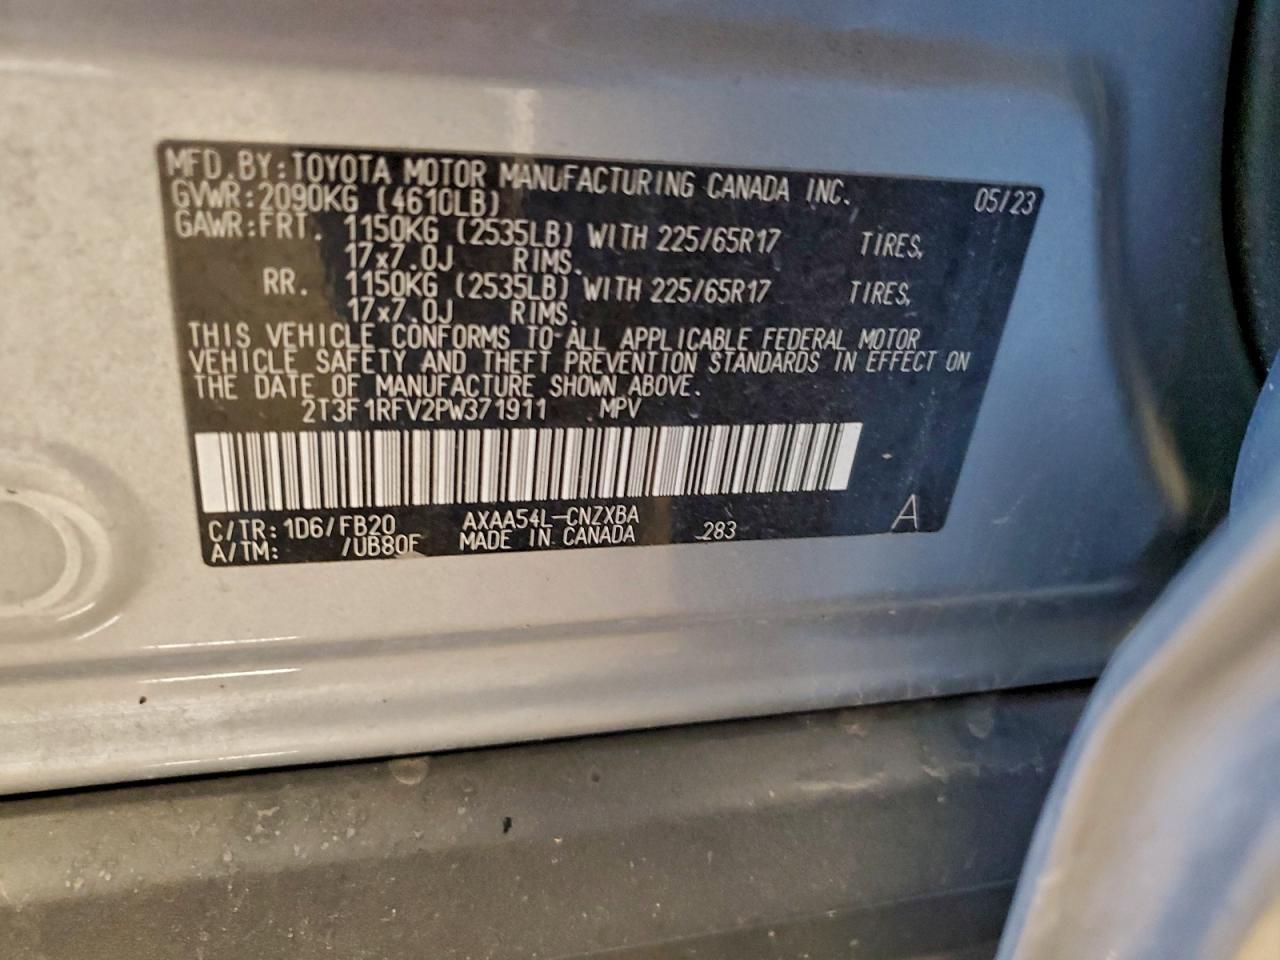 MFD.BY:TOYOTA MOTOR MANUFACTURING CANADA INC. 05/23
GVWR:2090KG (4610LB)
GAWR:FRT. 1150KG (2535LB) WITH 225/65R17 TIRES,
17x7.0J RIMS.
RR. 1150KG (2535LB) WITH 225/65R17 TIRES,
17x7.0J RIMS.
THIS VEHICLE CONFORMS TO ALL APPLICABLE FEDERAL MOTOR
VEHICLE SAFETY AND THEFT PREVENTION STANDARDS IN EFFECT ON
THE DATE OF MANUFACTURE SHOWN ABOVE.
2T3F1RFV2PW371911 MPV
C/TR: 1D6/FB20 AXAA54L-CNZXBA 283 A
A/TM: /UB80F MADE IN CANADA